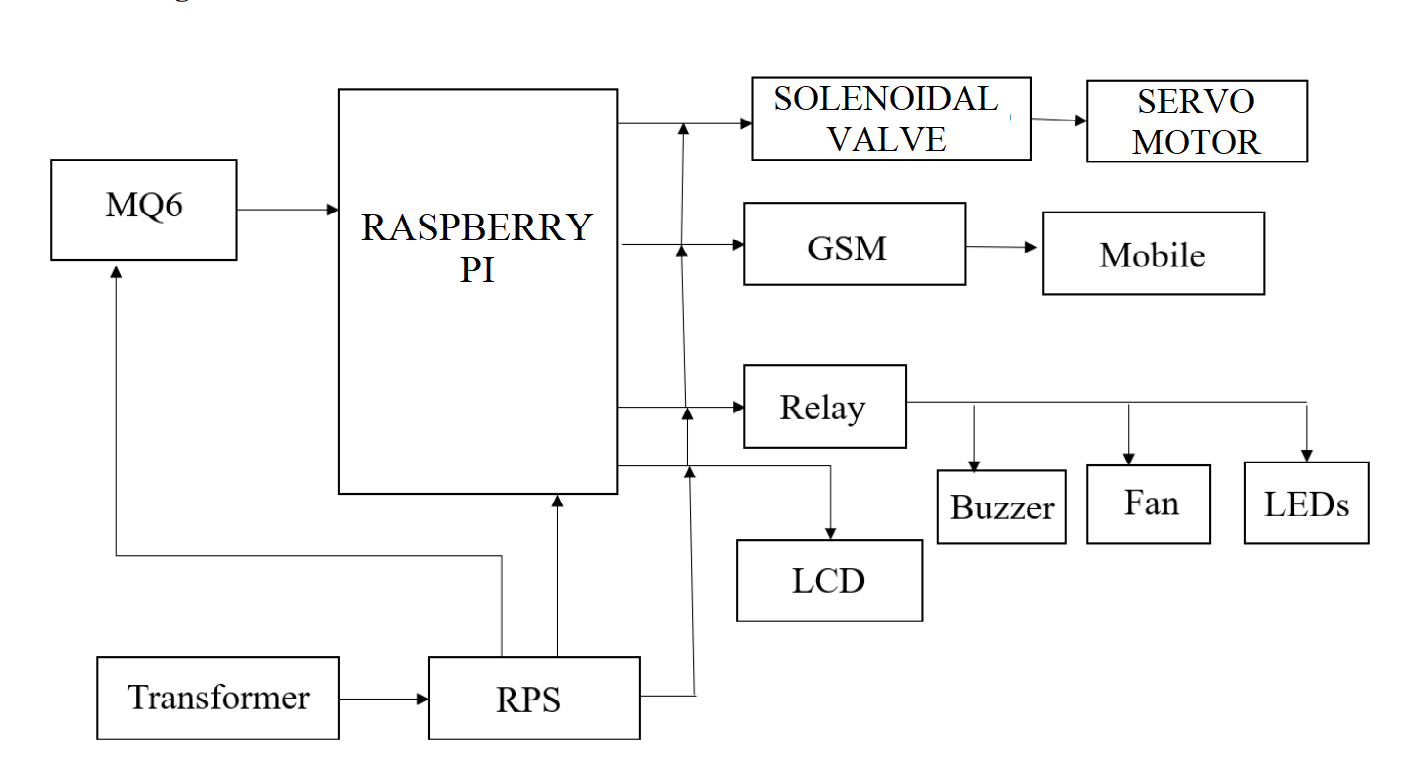 SOLENOIDAL
VALVE
SERVO
MOTOR
MQ6
RASPBERRY
PI
GSM
Mobile
Relay
Buzzer
Fan
LEDs
LCD
Transformer
RPS